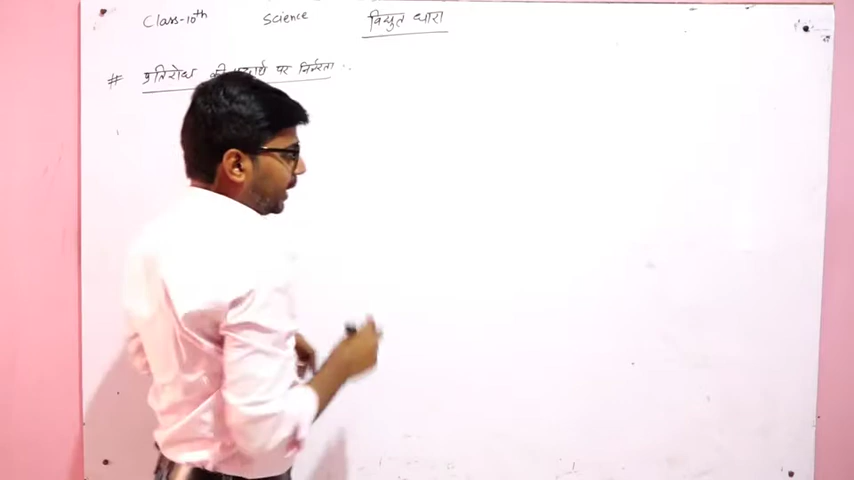 Class-10th Science विद्युत धारा
# प्रतिरोध की पर निर्भरता :